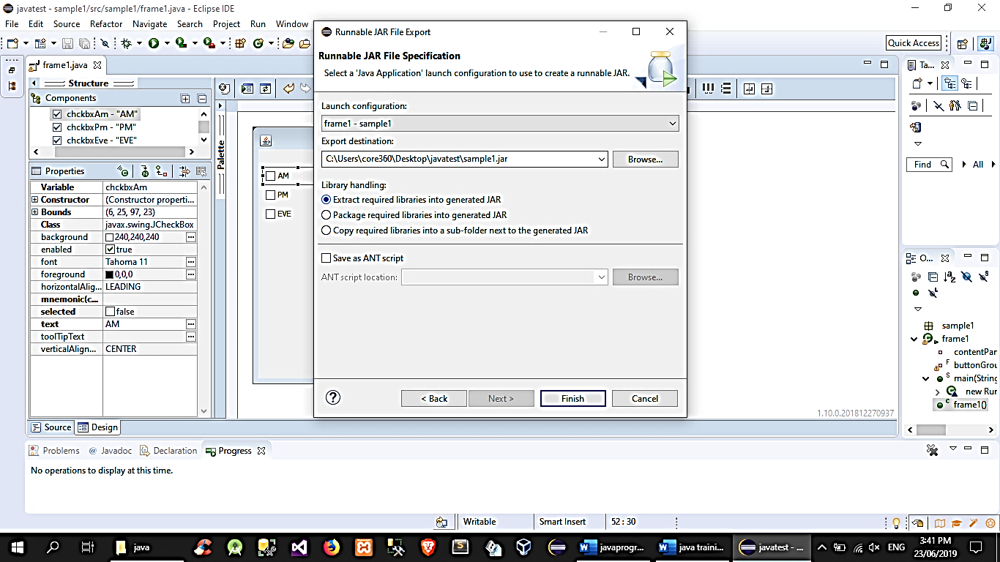 javatest - sample1/src/sample1/frame1.java - Eclipse IDE
File Edit Source Refactor Navigate Search Project Run Window
Quick Access
frame1.java
Structure
Components
chckbxAm - "AM"
chckbxPm - "PM"
chckbxEve - "EVE"
Properties
Variable chckbxAm
Constructor (Constructor properti...
Bounds (6, 25, 97, 23)
Class javax.swing.JCheckBox
background 240,240,240
enabled true
font Tahoma 11
foreground 0,0,0
horizontalAlig... LEADING
mnemonic(c...
selected false
text AM
toolTipText
verticalAlign... CENTER
Palette
AM
PM
EVE
Runnable JAR File Export
Runnable JAR File Specification
Select a 'Java Application' launch configuration to use to create a runnable JAR.
Launch configuration:
frame1 - sample1
Export destination:
C:\Users\core360\Desktop\javatest\sample1.jar
Browse...
Library handling:
Extract required libraries into generated JAR
Package required libraries into generated JAR
Copy required libraries into a sub-folder next to the generated JAR
Save as ANT script
ANT script location:
Browse...
< Back Next > Finish Cancel
1.10.0.201812270937
Ta...
Find All
O...
sample1
frame1
contentPan
buttonGrou
main(String
new Run
frame1()
Source Design
Problems @ Javadoc Declaration Progress
No operations to display at this time.
Writable Smart Insert 52 : 30
java
javaprogr...
java traini...
javatest - ...
ENG
3:41 PM
23/06/2019